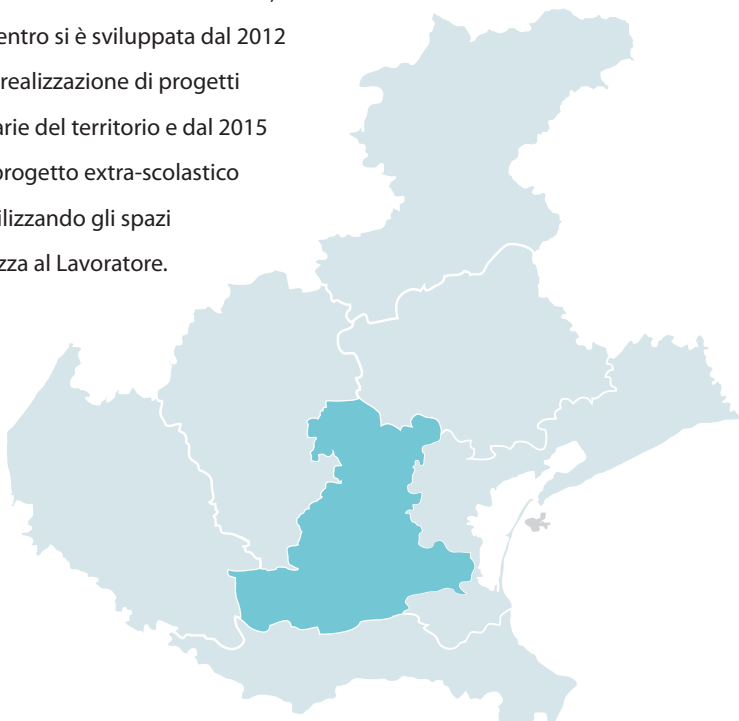 entro si è sviluppata dal 2012
realizzazione di progetti
arie del territorio e dal 2015
progetto extra-scolastico
ilizzando gli spazi
zza al Lavoratore.